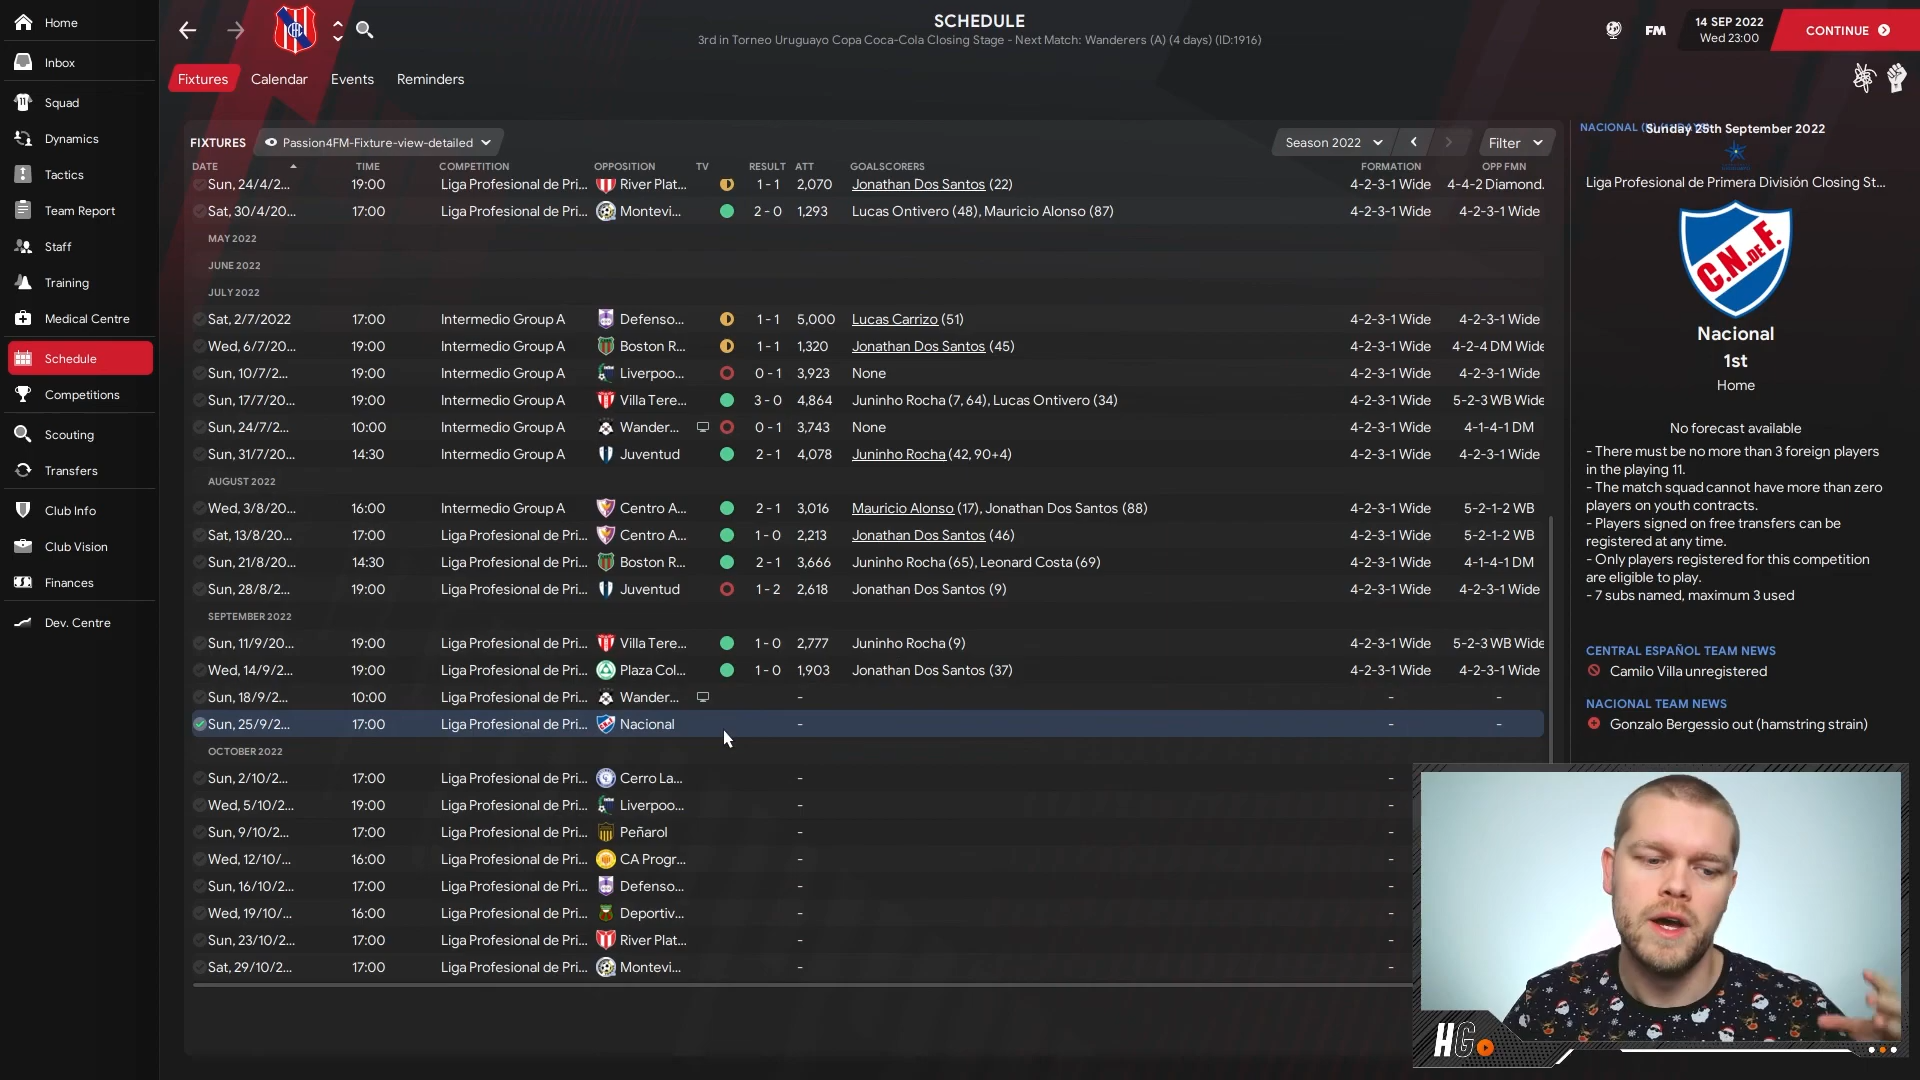 Home
Inbox
Squad
Dynamics
Tactics
Team Report
Staff
Training
Medical Centre
Schedule
Competitions
Scouting
Transfers
Club Info
Club Vision
Finances
Dev. Centre
SCHEDULE
3rd in Torneo Uruguayo Copa Coca-Cola Closing Stage - Next Match: Wanderers (A) (4 days) (ID:1916)
FM
14 SEP 2022
Wed 23:00
CONTINUE
Fixtures Calendar Events Reminders
FIXTURES Passion4FM-Fixture-view-detailed Season 2022 Filter
DATE TIME COMPETITION OPPOSITION TV RESULT ATT GOALSCORERS FORMATION OPP FMN
Sun, 24/4/2... 19:00 Liga Profesional de Pri... River Plat... 1 - 1 2,070 Jonathan Dos Santos (22) 4-2-3-1 Wide 4-4-2 Diamond.
Sat, 30/4/20... 17:00 Liga Profesional de Pri... Montevi... 2 - 0 1,293 Lucas Ontivero (48), Mauricio Alonso (87) 4-2-3-1 Wide 4-2-3-1 Wide
MAY 2022
JUNE 2022
JULY 2022
Sat, 2/7/2022 17:00 Intermedio Group A Defenso... 1 - 1 5,000 Lucas Carrizo (51) 4-2-3-1 Wide 4-2-3-1 Wide
Wed, 6/7/20... 19:00 Intermedio Group A Boston R... 1 - 1 1,320 Jonathan Dos Santos (45) 4-2-3-1 Wide 4-2-4 DM Wide
Sun, 10/7/2... 19:00 Intermedio Group A Liverpoo... 0 - 1 3,923 None 4-2-3-1 Wide 4-2-3-1 Wide
Sun, 17/7/20... 19:00 Intermedio Group A Villa Tere... 3 - 0 4,864 Juninho Rocha (7, 64), Lucas Ontivero (34) 4-2-3-1 Wide 5-2-3 WB Wide
Sun, 24/7/2... 10:00 Intermedio Group A Wander... 0 - 1 3,743 None 4-2-3-1 Wide 4-1-4-1 DM
Sun, 31/7/20... 14:30 Intermedio Group A Juventud 2 - 1 4,078 Juninho Rocha (42, 90+4) 4-2-3-1 Wide 4-2-3-1 Wide
AUGUST 2022
Wed, 3/8/20... 16:00 Intermedio Group A Centro A... 2 - 1 3,016 Mauricio Alonso (17), Jonathan Dos Santos (88) 4-2-3-1 Wide 5-2-1-2 WB
Sat, 13/8/20... 17:00 Liga Profesional de Pri... Centro A... 1 - 0 2,213 Jonathan Dos Santos (46) 4-2-3-1 Wide 5-2-1-2 WB
Sun, 21/8/20... 14:30 Liga Profesional de Pri... Boston R... 2 - 1 3,666 Juninho Rocha (65), Leonard Costa (69) 4-2-3-1 Wide 4-1-4-1 DM
Sun, 28/8/2... 19:00 Liga Profesional de Pri... Juventud 1 - 2 2,618 Jonathan Dos Santos (9) 4-2-3-1 Wide 4-2-3-1 Wide
SEPTEMBER 2022
Sun, 11/9/20... 19:00 Liga Profesional de Pri... Villa Tere... 1 - 0 2,777 Juninho Rocha (9) 4-2-3-1 Wide 5-2-3 WB Wide
Wed, 14/9/2... 19:00 Liga Profesional de Pri... Plaza Col... 1 - 0 1,903 Jonathan Dos Santos (37) 4-2-3-1 Wide 4-2-3-1 Wide
Sun, 18/9/2... 10:00 Liga Profesional de Pri... Wander... - - -
Sun, 25/9/2... 17:00 Liga Profesional de Pri... Nacional - - -
OCTOBER 2022
Sun, 2/10/2... 17:00 Liga Profesional de Pri... Cerro La... - -
Wed, 5/10/2... 19:00 Liga Profesional de Pri... Liverpoo... - -
Sun, 9/10/2... 17:00 Liga Profesional de Pri... Peñarol - -
Wed, 12/10/... 16:00 Liga Profesional de Pri... CA Progr... - -
Sun, 16/10/2... 17:00 Liga Profesional de Pri... Defenso... - -
Wed, 19/10/... 16:00 Liga Profesional de Pri... Deportiv... - -
Sun, 23/10/2... 17:00 Liga Profesional de Pri... River Plat... - -
Sat, 29/10/2... 17:00 Liga Profesional de Pri... Montevi... - -
NACIONAL
Sunday 25th September 2022
Liga Profesional de Primera División Closing St...
C.N. DE F.
Nacional
1st
Home
No forecast available
- There must be no more than 3 foreign players
in the playing 11.
- The match squad cannot have more than zero
players on youth contracts.
- Players signed on free transfers can be
registered at any time.
- Only players registered for this competition
are eligible to play.
- 7 subs named, maximum 3 used
CENTRAL ESPAÑOL TEAM NEWS
Camilo Villa unregistered
NACIONAL TEAM NEWS
Gonzalo Bergessio out (hamstring strain)
HG